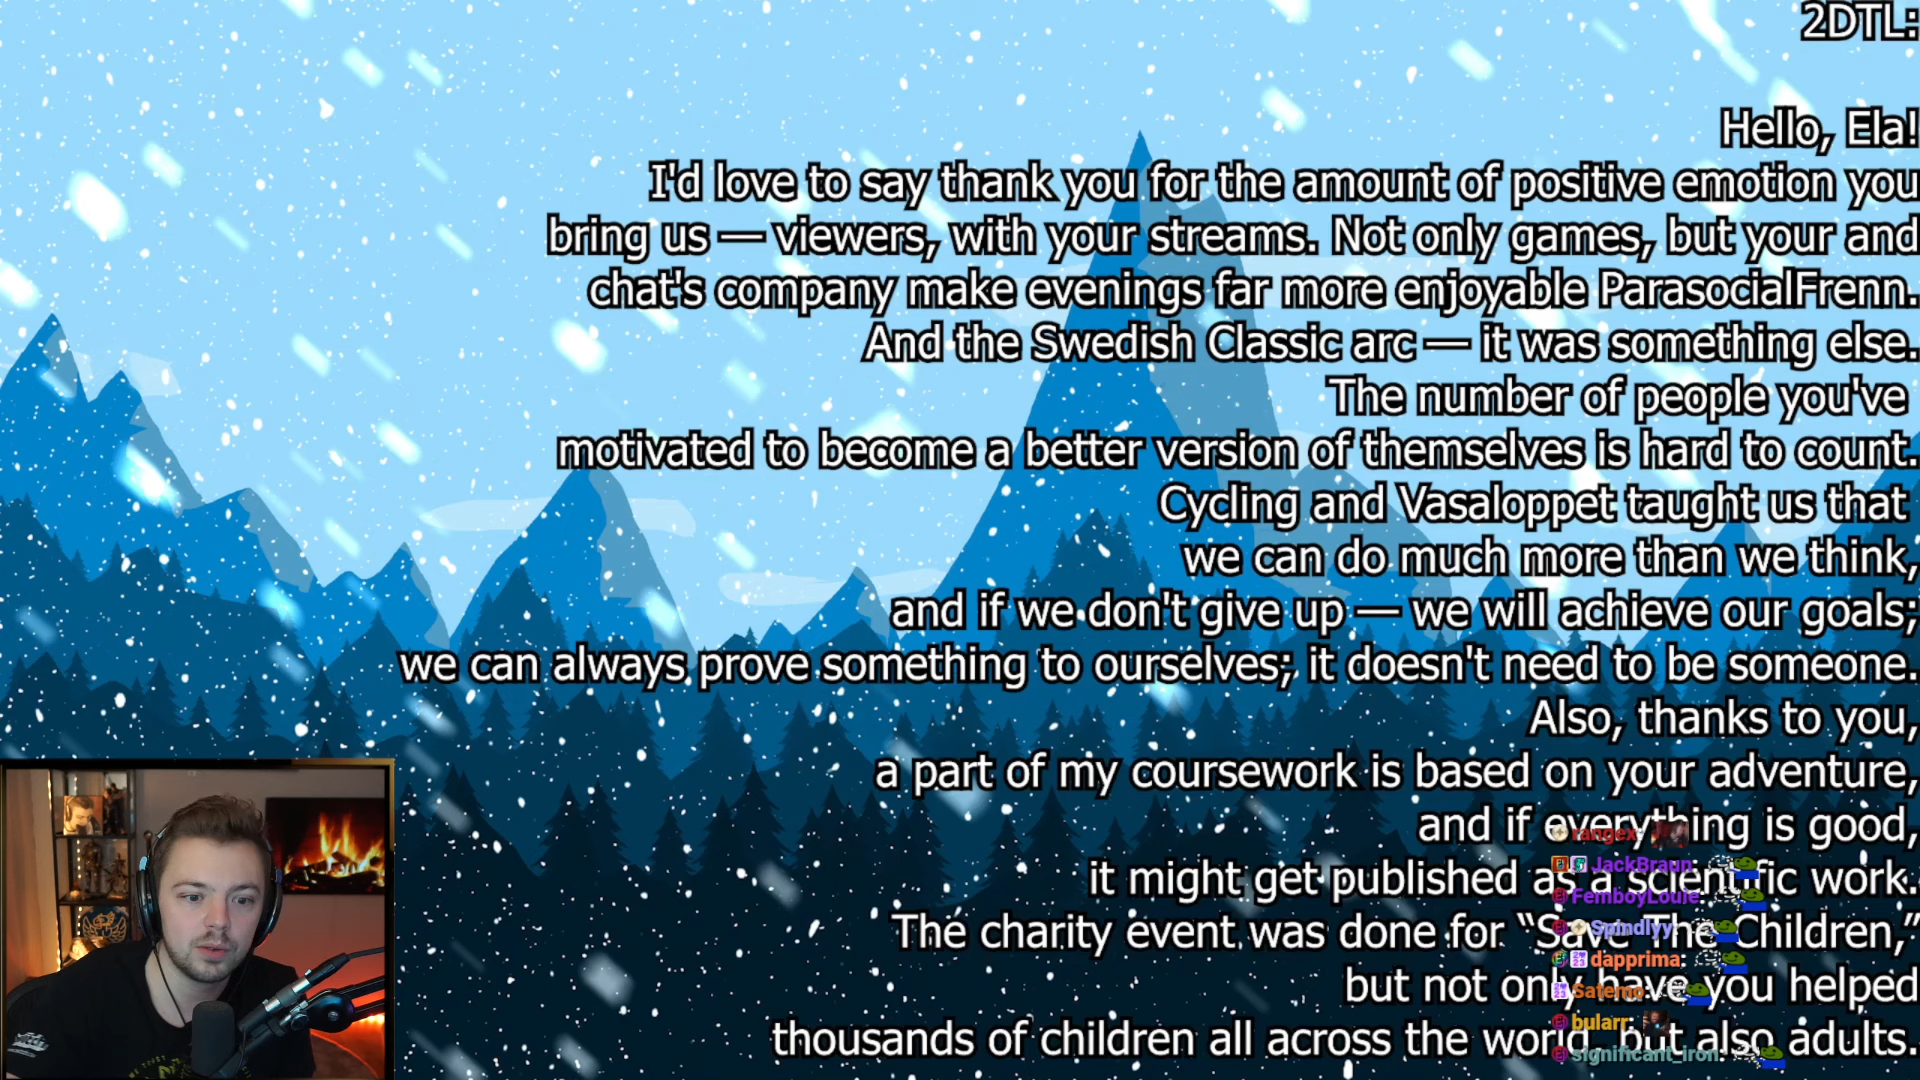 2DTL:
Hello, Ela!
I'd love to say thank you for the amount of positive emotion you
bring us — viewers, with your streams. Not only games, but your and
chat's company make evenings far more enjoyable ParasocialFrenn.
And the Swedish Classic arc — it was something else.
The number of people you've
motivated to become a better version of themselves is hard to count.
Cycling and Vasaloppet taught us that
we can do much more than we think,
and if we don't give up — we will achieve our goals;
we can always prove something to ourselves; it doesn't need to be someone.
Also, thanks to you,
a part of my coursework is based on your adventure,
and if everything is good,
it might get published as a scientific work.
The charity event was done for “Save The Children,”
but not only have you helped
thousands of children all across the world, but also adults.
rangex:
JackBraun:
FemboyLouie:
Spindlyy:
dapprima:
Saterno:
bularr:
significant_iron: